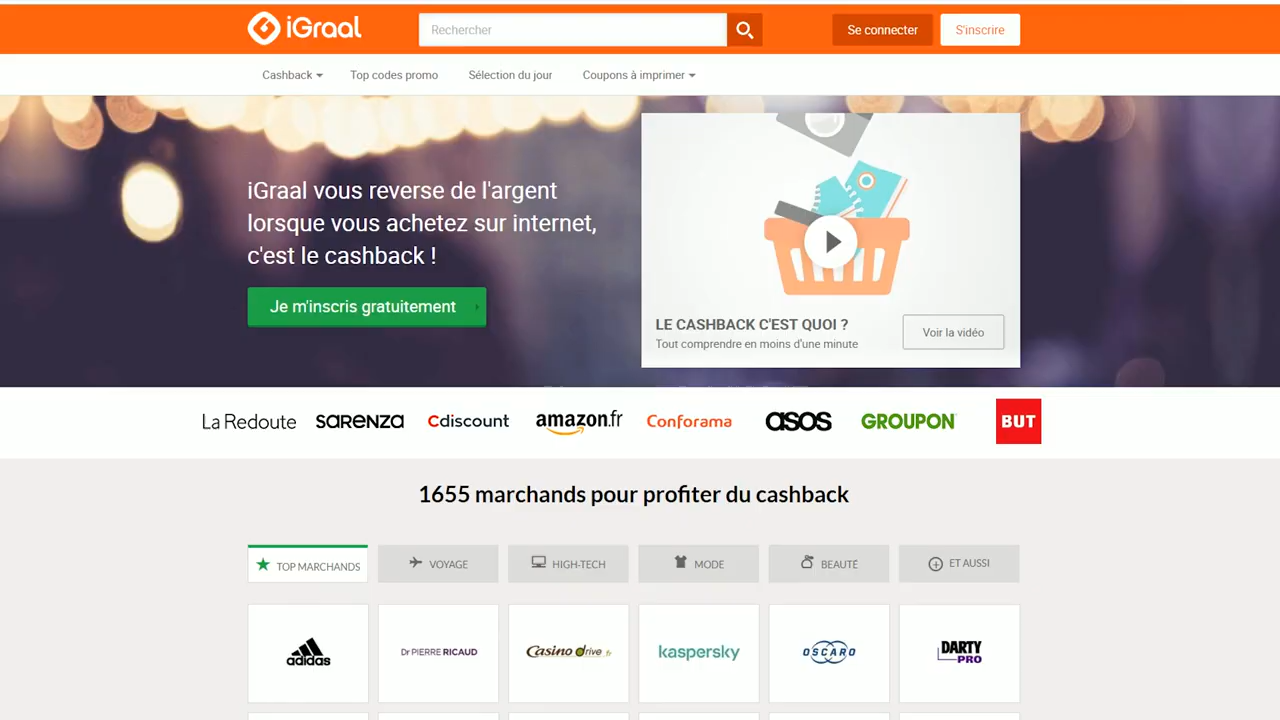 iGraal
Rechercher
Se connecter
S'inscrire
Cashback
Top codes promo
Sélection du jour
Coupons à imprimer
iGraal vous reverse de l'argent
lorsque vous achetez sur internet,
c'est le cashback !
Je m'inscris gratuitement
LE CASHBACK C'EST QUOI ?
Tout comprendre en moins d'une minute
Voir la vidéo
La Redoute
SARENZA
Cdiscount
amazon.fr
Conforama
asos
GROUPON
BUT
1655 marchands pour profiter du cashback
TOP MARCHANDS
VOYAGE
HIGH-TECH
MODE
BEAUTÉ
ET AUSSI
adidas
Dr PIERRE RICAUD
Casino drive.fr
kaspersky
OSCARO
DARTY
PRO